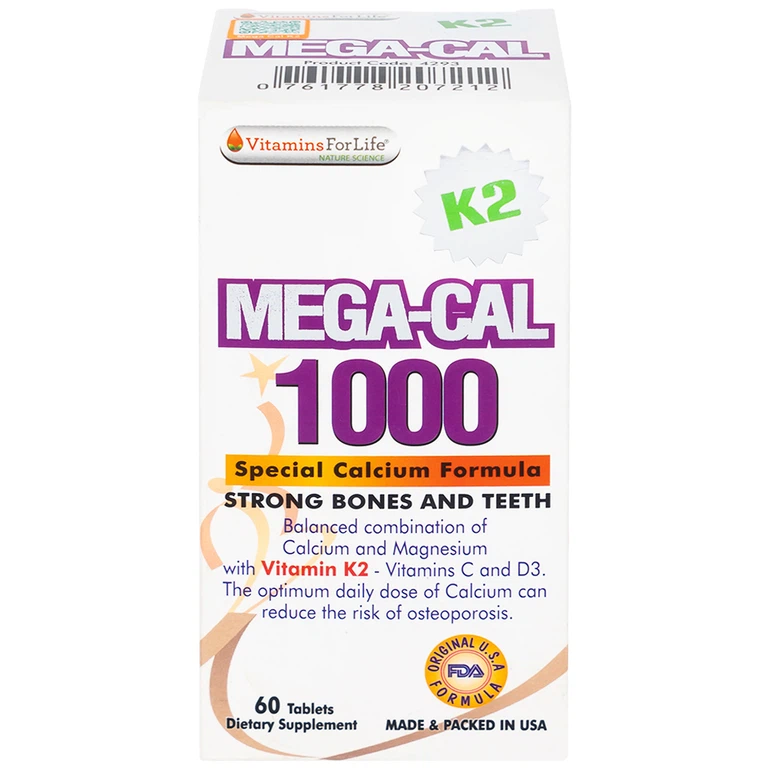 K2
MEGA-CAL
Product Code: 4293
0 761778 207212
VitaminsForLife®
NATURE SCIENCE
K2
MEGA-CAL
1000
Special Calcium Formula
STRONG BONES AND TEETH
Balanced combination of
Calcium and Magnesium
with Vitamin K2 - Vitamins C and D3.
The optimum daily dose of Calcium can
reduce the risk of osteoporosis.
ORIGINAL U.S.A
FDA
FORMULA
60 Tablets
Dietary Supplement
MADE & PACKED IN USA